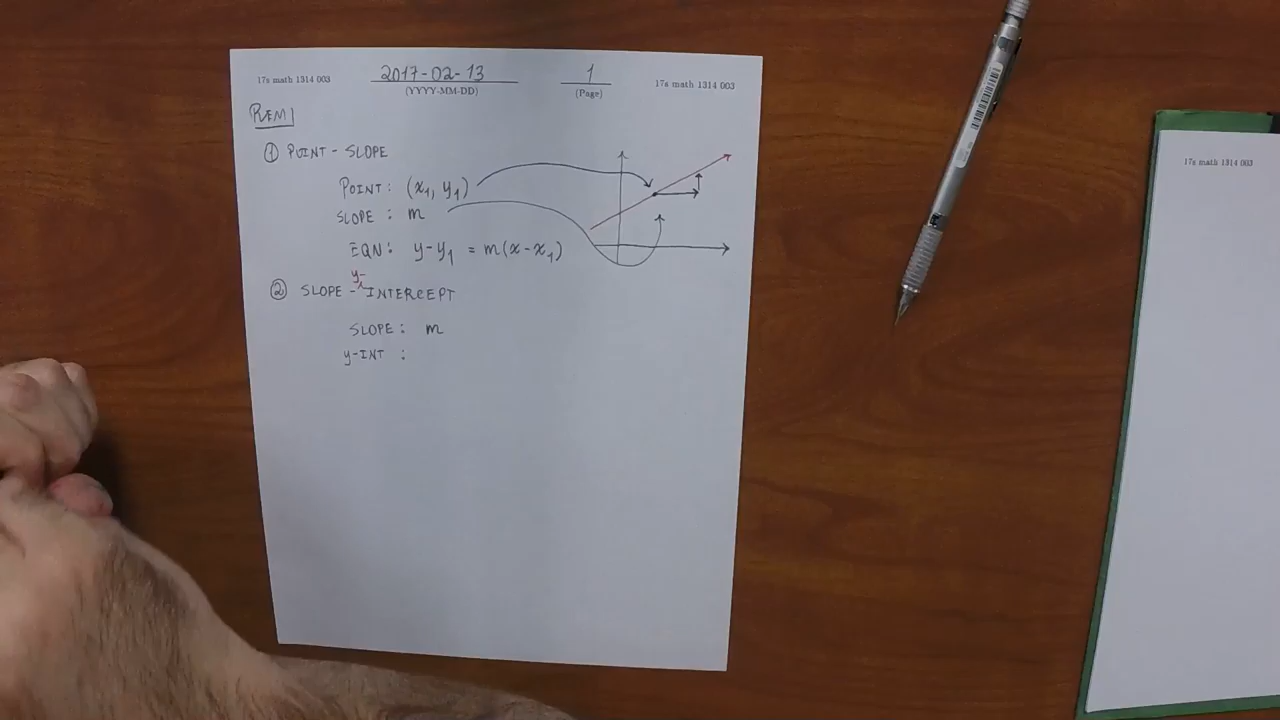 17s math 1314 003 2017-02-13 1 17s math 1314 003
(YYYY-MM-DD) (Page)
REM
① POINT - SLOPE
POINT: (x₁, y₁)
SLOPE: m
EQN: y-y₁ = m(x-x₁)
② SLOPE - y-INTERCEPT
SLOPE: m
y-INT :
17s math 1314 003